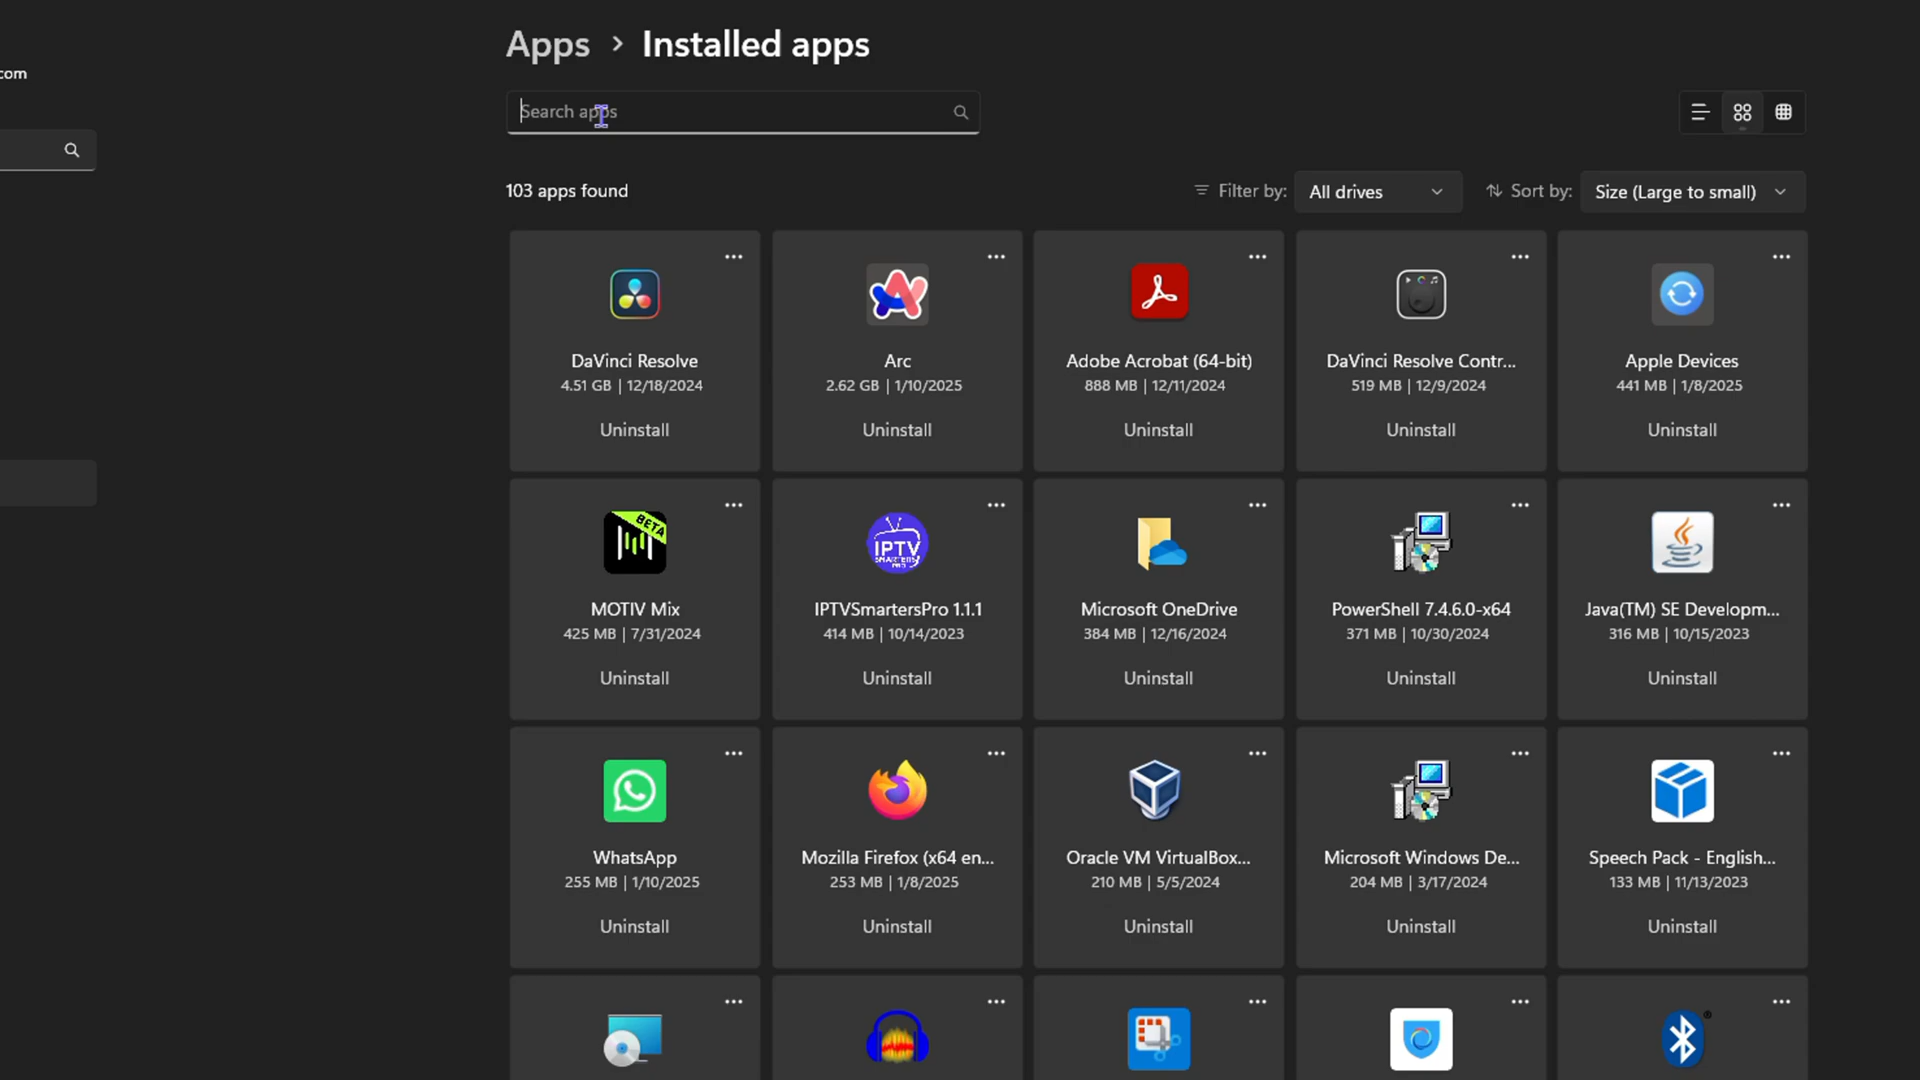 Apps > Installed apps
com
Search apps
103 apps found
Filter by: All drives
Sort by: Size (Large to small)
DaVinci Resolve
4.51 GB | 12/18/2024
Uninstall
Arc
2.62 GB | 1/10/2025
Uninstall
Adobe Acrobat (64-bit)
888 MB | 12/11/2024
Uninstall
DaVinci Resolve Contr...
519 MB | 12/9/2024
Uninstall
Apple Devices
441 MB | 1/8/2025
Uninstall
BETA
MOTIV Mix
425 MB | 7/31/2024
Uninstall
IPTV
SMARTERS
PRO
IPTVSmartersPro 1.1.1
414 MB | 10/14/2023
Uninstall
Microsoft OneDrive
384 MB | 12/16/2024
Uninstall
PowerShell 7.4.6.0-x64
371 MB | 10/30/2024
Uninstall
Java(TM) SE Developm...
316 MB | 10/15/2023
Uninstall
WhatsApp
255 MB | 1/10/2025
Uninstall
Mozilla Firefox (x64 en...
253 MB | 1/8/2025
Uninstall
Oracle VM VirtualBox...
210 MB | 5/5/2024
Uninstall
Microsoft Windows De...
204 MB | 3/17/2024
Uninstall
Speech Pack - English...
133 MB | 11/13/2023
Uninstall